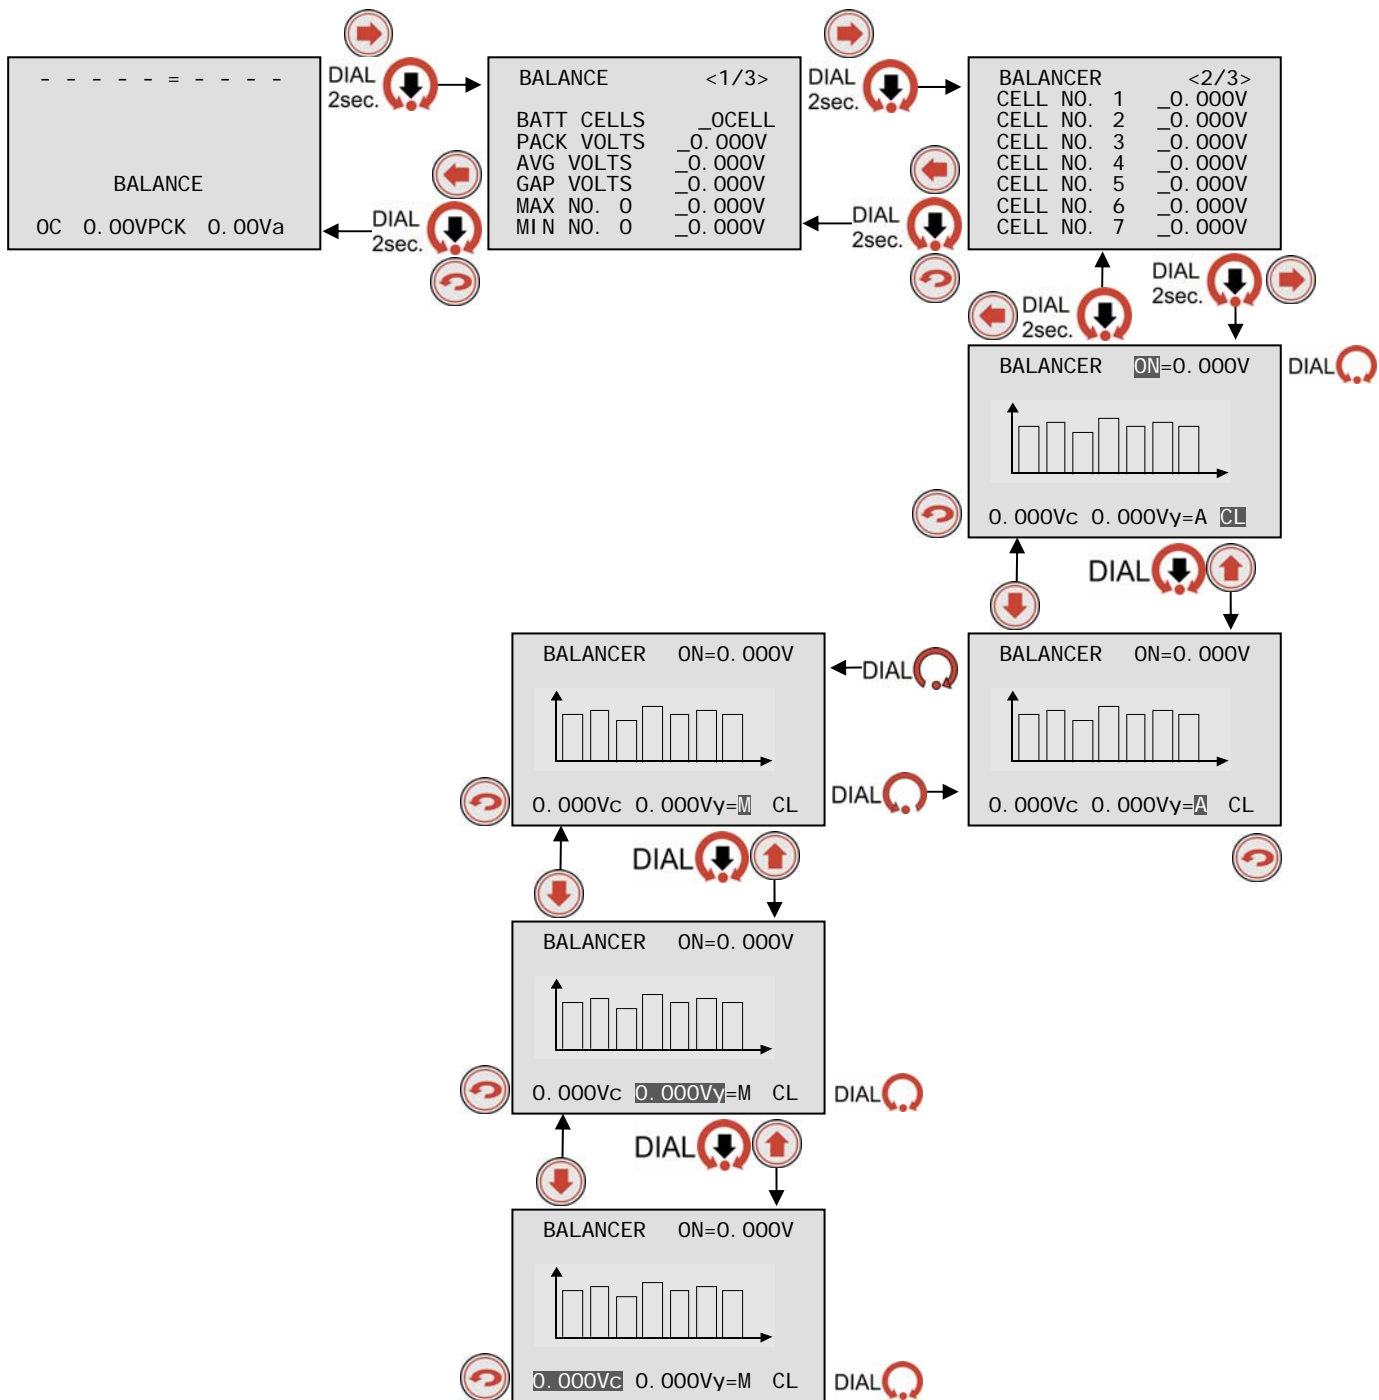 - - - - - = - - - -
BALANCE
0C 0.00VPCK 0.00Va
DIAL
2sec.
DIAL
2sec.
BALANCE <1/3>
BATT CELLS _0CELL
PACK VOLTS _0.000V
AVG VOLTS _0.000V
GAP VOLTS _0.000V
MAX NO. 0 _0.000V
MIN NO. 0 _0.000V
DIAL
2sec.
DIAL
2sec.
BALANCER <2/3>
CELL NO. 1 _0.000V
CELL NO. 2 _0.000V
CELL NO. 3 _0.000V
CELL NO. 4 _0.000V
CELL NO. 5 _0.000V
CELL NO. 6 _0.000V
CELL NO. 7 _0.000V
DIAL
2sec.
DIAL
2sec.
BALANCER ON=0.000V
DIAL
0.000Vc 0.000Vy=A CL
DIAL
BALANCER ON=0.000V
DIAL
BALANCER ON=0.000V
0.000Vc 0.000Vy=M CL
DIAL
0.000Vc 0.000Vy=A CL
DIAL
BALANCER ON=0.000V
0.000Vc 0.000Vy=M CL
DIAL
DIAL
BALANCER ON=0.000V
0.000Vc 0.000Vy=M CL
DIAL